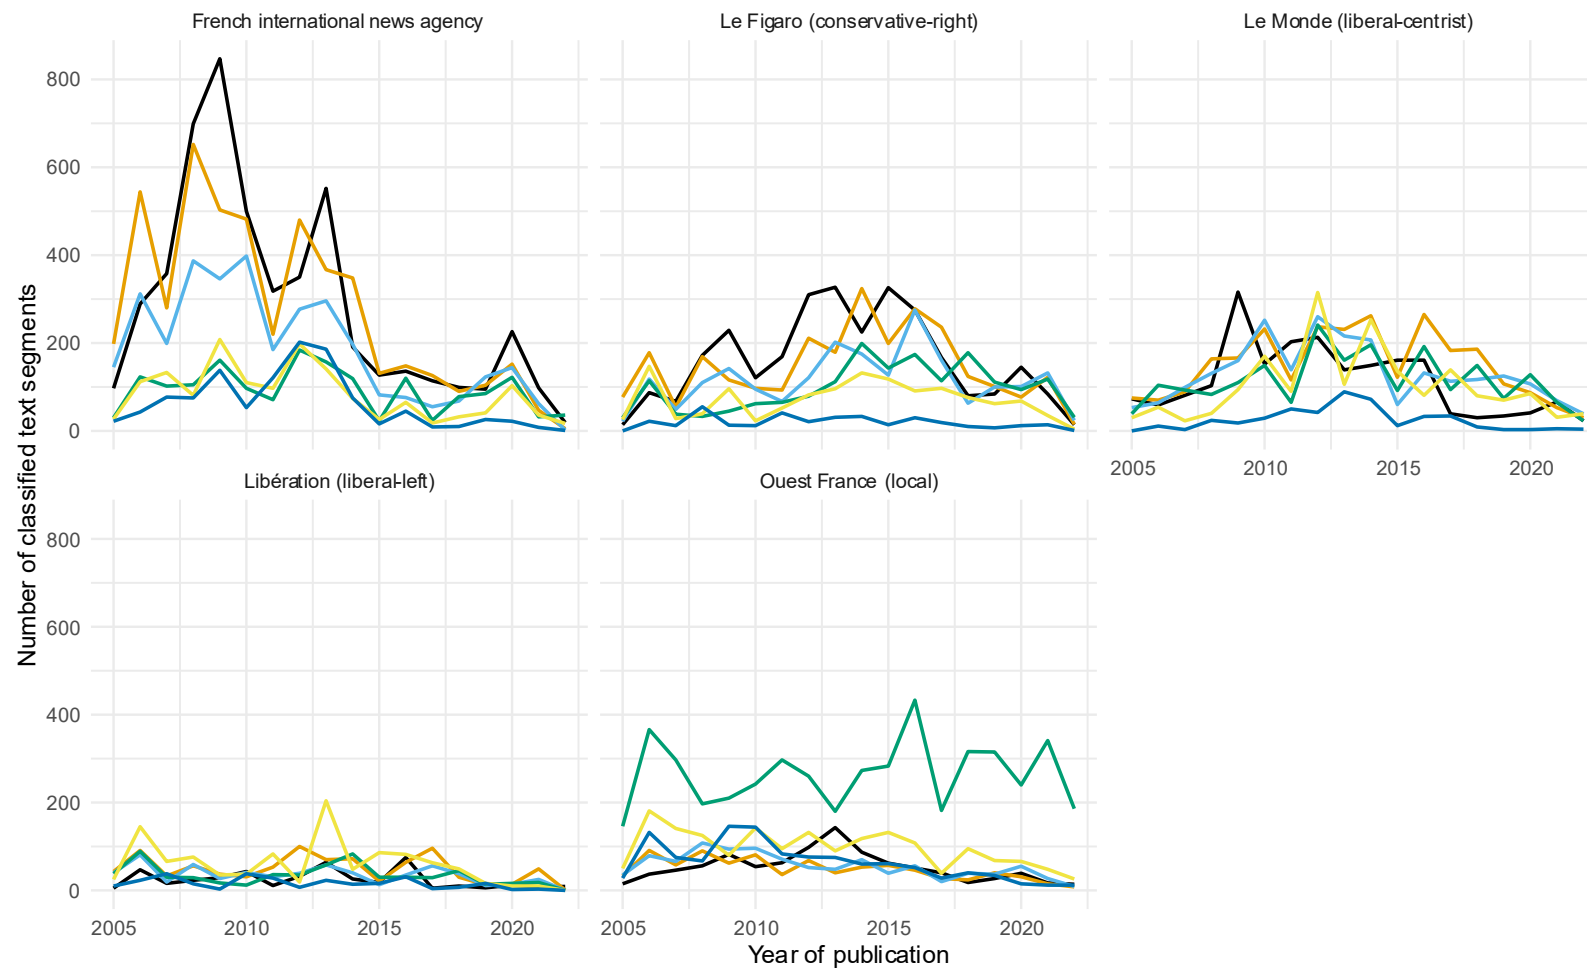 French international news agency
Le Figaro (conservative-right)
Le Monde (liberal-centrist)
800
600
400
200
0
2005 2010 2015 2020
Number of classified text segments
Libération (liberal-left)
Ouest France (local)
800
600
400
200
0
2005 2010 2015 2020
2005 2010 2015 2020
Year of publication